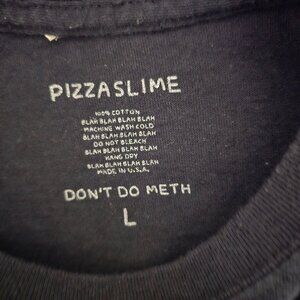 PIZZASLIME
100% COTTON
BLAH BLAH BLAH BLAH
MACHINE WASH COLD
BLAH BLAH BLAH BLAH
DO NOT BLEACH
BLAH BLAH BLAH BLAH
HANG DRY
BLAH BLAH BLAH BLAH
MADE IN U.S.A.
DON'T DO METH
L